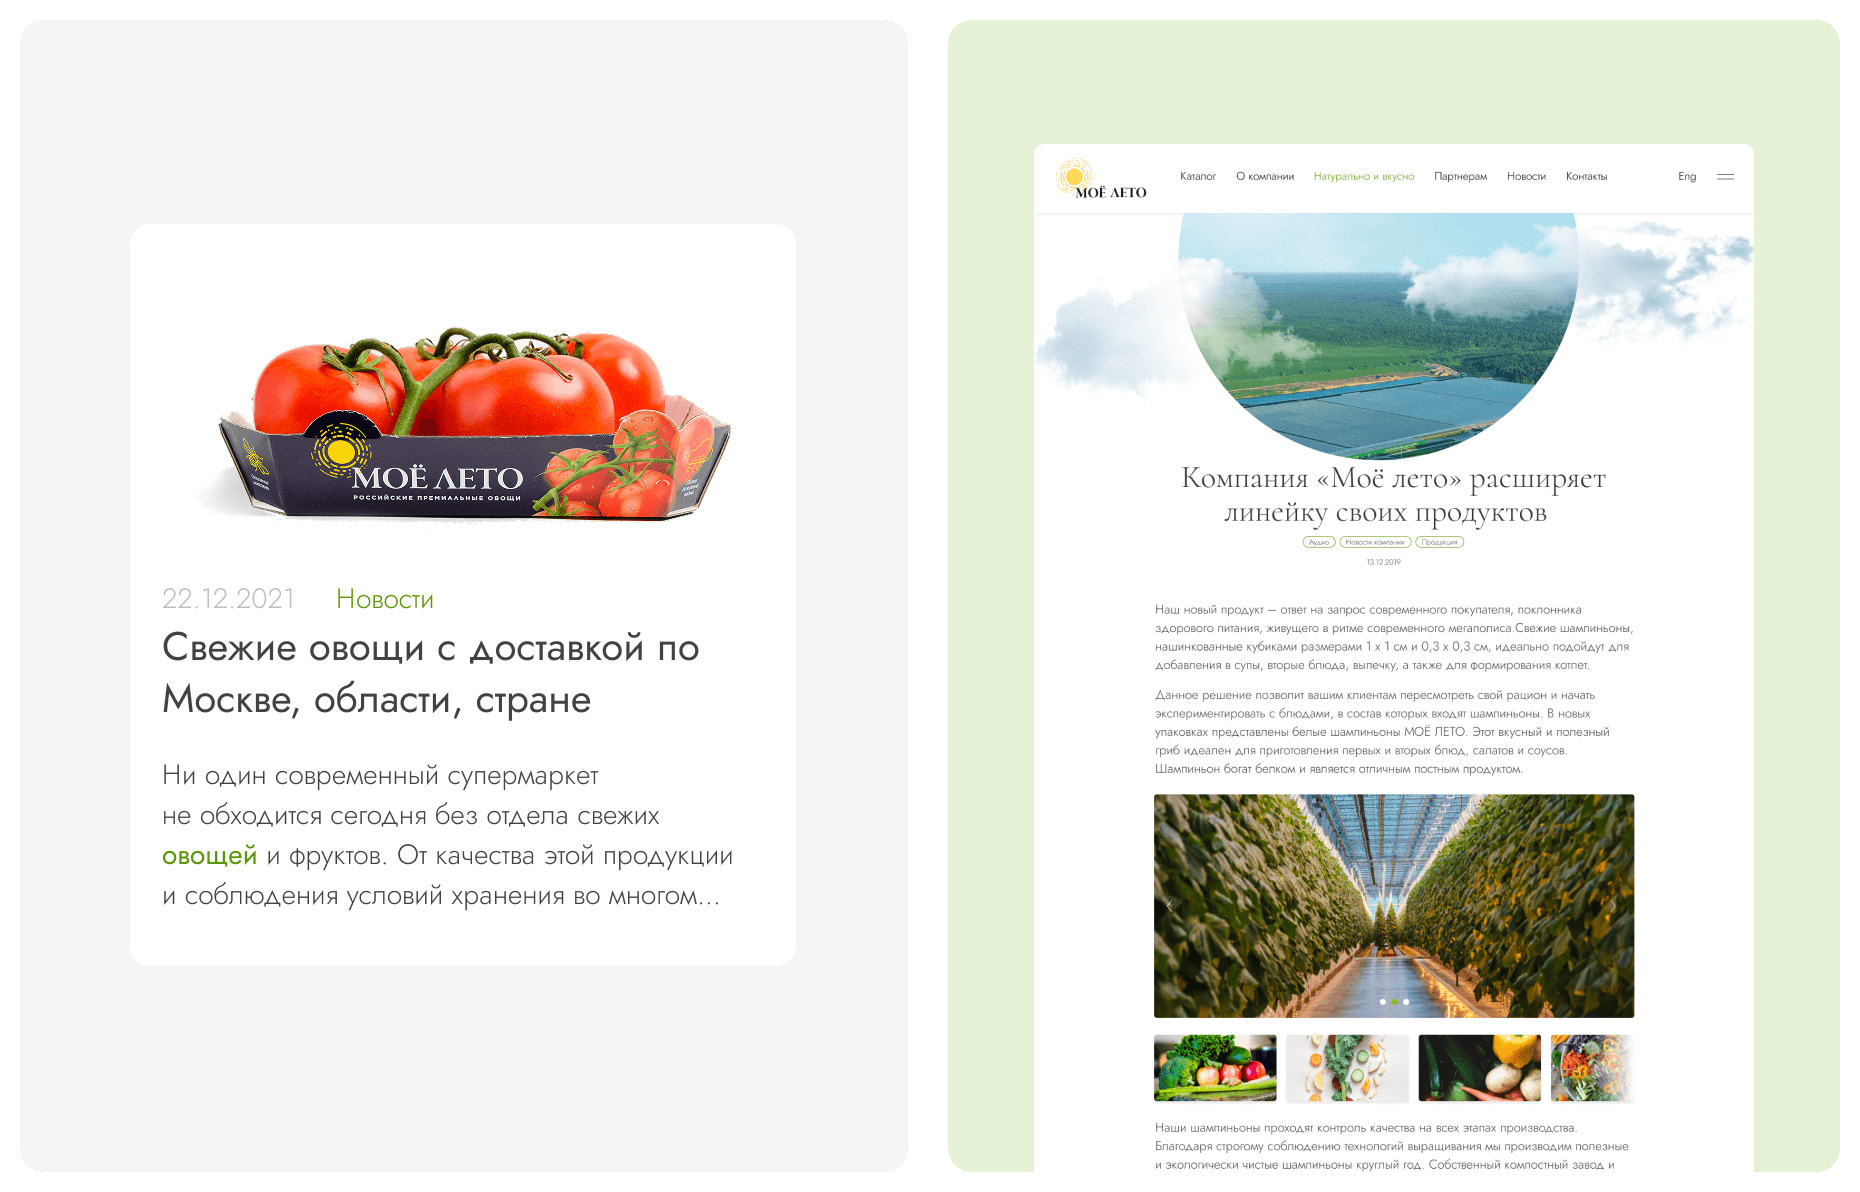 МОЁ ЛЕТО
РОССИЙСКИЕ ПРЕМИАЛЬНЫЕ ОВОЩИ
22.12.2021 Новости
Свежие овощи с доставкой по
Москве, области, стране
Ни один современный супермаркет
не обходится сегодня без отдела свежих
овощей и фруктов. От качества этой продукции
и соблюдения условий хранения во многом...
МОЁ ЛЕТО
Каталог О компании Натурально и вкусно Партнерам Новости Контакты Eng
Компания «Моё лето» расширяет
линейку своих продуктов
Аудио Новости компании Продукция
13.12.2019
Наш новый продукт – ответ на запрос современного покупателя, поклонника
здорового питания, живущего в ритме современного мегаполиса.Свежие шампиньоны,
нашинкованные кубиками размерами 1 х 1 см и 0,3 х 0,3 см, идеально подойдут для
добавления в супы, вторые блюда, выпечку, а также для формирования котлет.
Данное решение позволит вашим клиентам пересмотреть свой рацион и начать
экспериментировать с блюдами, в состав которых входят шампиньоны. В новых
упаковках представлены белые шампиньоны МОЁ ЛЕТО. Этот вкусный и полезный
гриб идеален для приготовления первых и вторых блюд, салатов и соусов.
Шампиньон богат белком и является отличным постным продуктом.
Наши шампиньоны проходят контроль качества на всех этапах производства.
Благодаря строгому соблюдению технологий выращивания мы производим полезные
и экологически чистые шампиньоны круглый год. Собственный компостный завод и